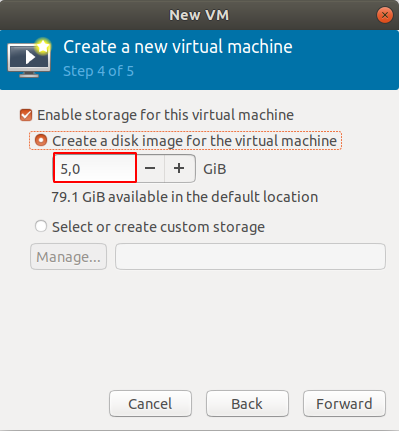 New VM
Create a new virtual machine
Step 4 of 5
Enable storage for this virtual machine
Create a disk image for the virtual machine
5,0 − + GiB
79.1 GiB available in the default location
Select or create custom storage
Manage...
Cancel Back Forward